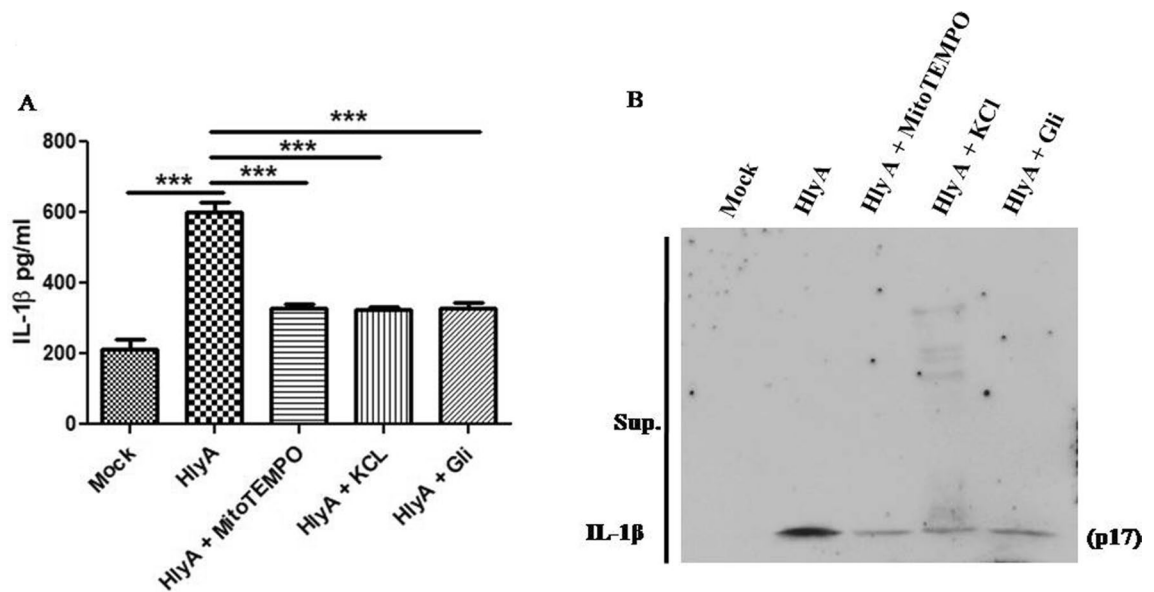 A
IL-1β pg/ml
800
600
400
200
0
***
***
***
***
Mock
HlyA
HlyA + MitoTEMPO
HlyA + KCL
HlyA + Gli
B
Mock
HlyA
HlyA + MitoTEMPO
HlyA + KCl
HlyA + Gli
Sup.
IL-1β
(p17)